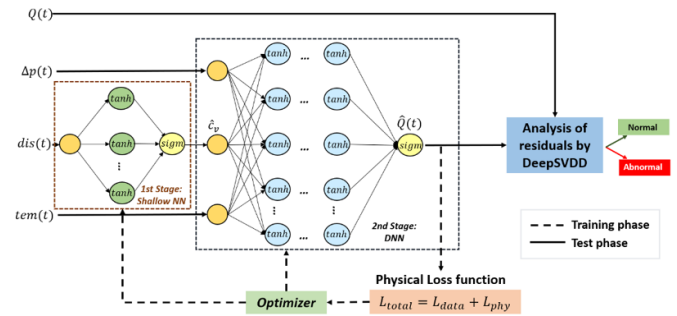 Q(t)
Δp(t)
dis(t)
tem(t)
tanh
tanh
⋮
tanh
sigm
1st Stage:
Shallow NN
ĉ_v
tanh ... tanh
tanh ... tanh
tanh ... tanh
tanh ... tanh
⋮ ⋮
tanh ... tanh
2nd Stage:
DNN
Q̂(t)
sigm
Analysis of
residuals by
DeepSVDD
Normal
Abnormal
Training phase
Test phase
Physical Loss function
L_total = L_data + L_phy
Optimizer